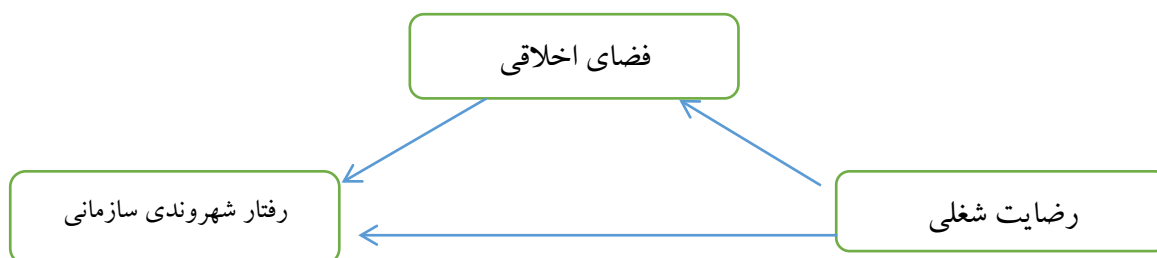 فضای اخلاقی
رضایت شغلی
رفتار شهروندی سازمانی